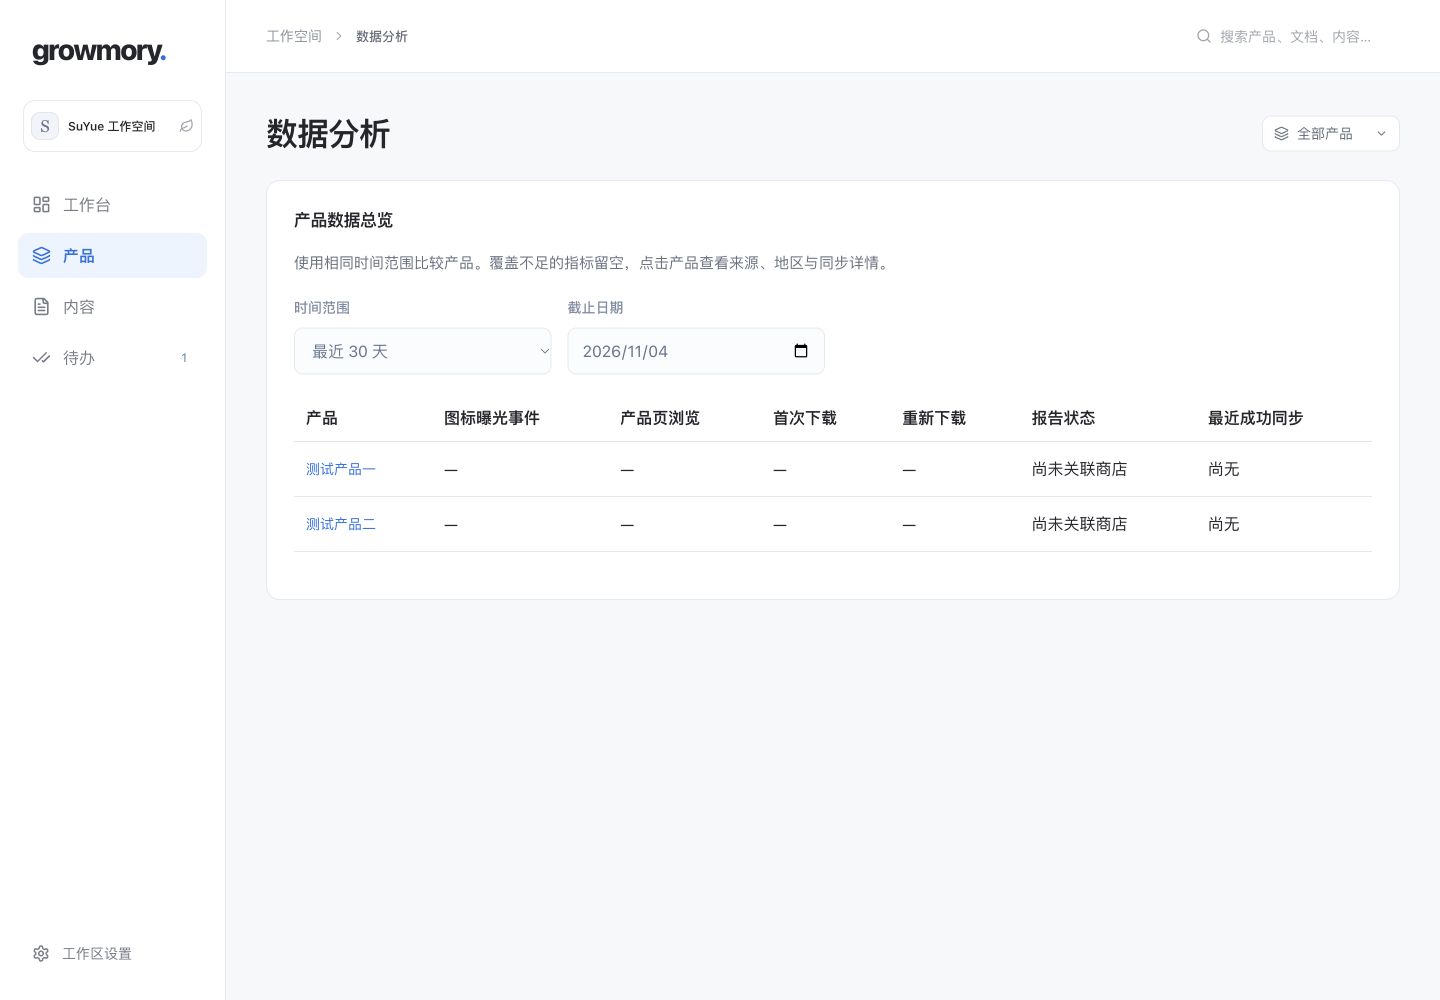 growmory.
S SuYue 工作空间
工作台
产品
内容
待办 1
工作区设置
工作空间 > 数据分析
搜索产品、文档、内容...
数据分析
全部产品
产品数据总览
使用相同时间范围比较产品。覆盖不足的指标留空，点击产品查看来源、地区与同步详情。
时间范围 截止日期
最近 30 天 2026/11/04
产品 图标曝光事件 产品页浏览 首次下载 重新下载 报告状态 最近成功同步
测试产品一 — — — — 尚未关联商店 尚无
测试产品二 — — — — 尚未关联商店 尚无